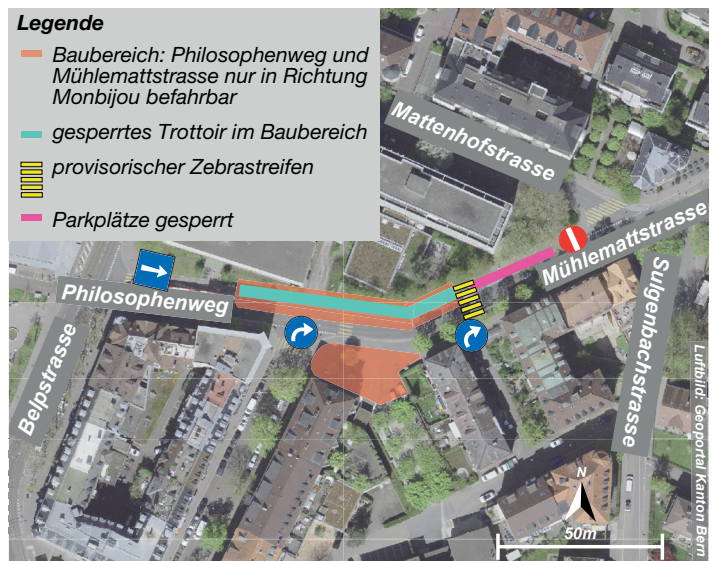 Legende
Baubereich: Philosophenweg und
Mühlemattstrasse nur in Richtung
Monbijou befahrbar
gesperrtes Trottoir im Baubereich
provisorischer Zebrastreifen
Parkplätze gesperrt
Mattenhofstrasse
Mühlemattstrasse
Philosophenweg
Belpstrasse
Sulgenbachstrasse
Luftbild: Geoportal Kanton Bern
N
50m